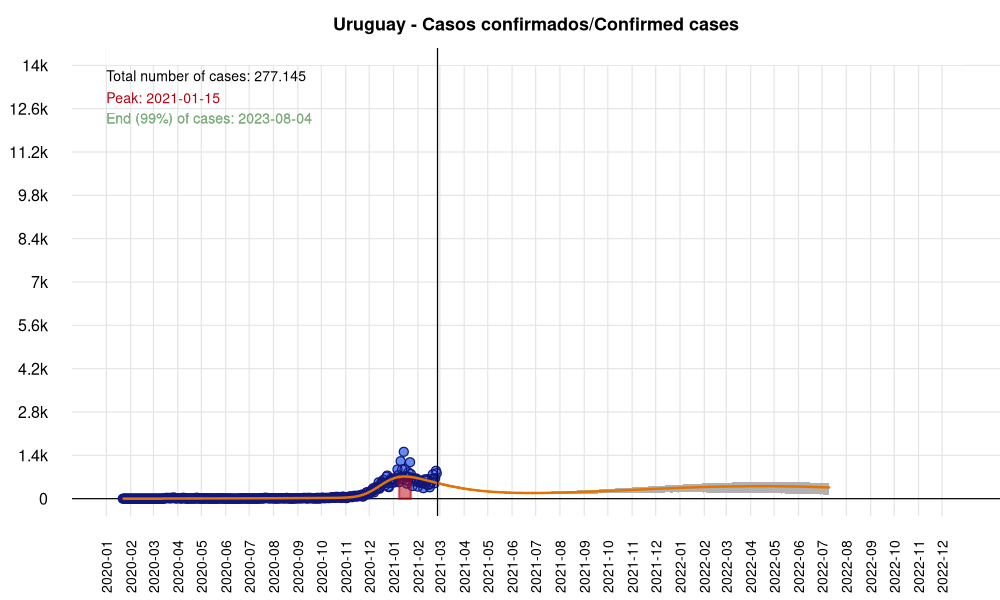 Uruguay - Casos confirmados/Confirmed cases
Total number of cases: 277.145
Peak: 2021-01-15
End (99%) of cases: 2023-08-04
14k
12.6k
11.2k
9.8k
8.4k
7k
5.6k
4.2k
2.8k
1.4k
0
2020-01
2020-02
2020-03
2020-04
2020-05
2020-06
2020-07
2020-08
2020-09
2020-10
2020-11
2020-12
2021-01
2021-02
2021-03
2021-04
2021-05
2021-06
2021-07
2021-08
2021-09
2021-10
2021-11
2021-12
2022-01
2022-02
2022-03
2022-04
2022-05
2022-06
2022-07
2022-08
2022-09
2022-10
2022-11
2022-12